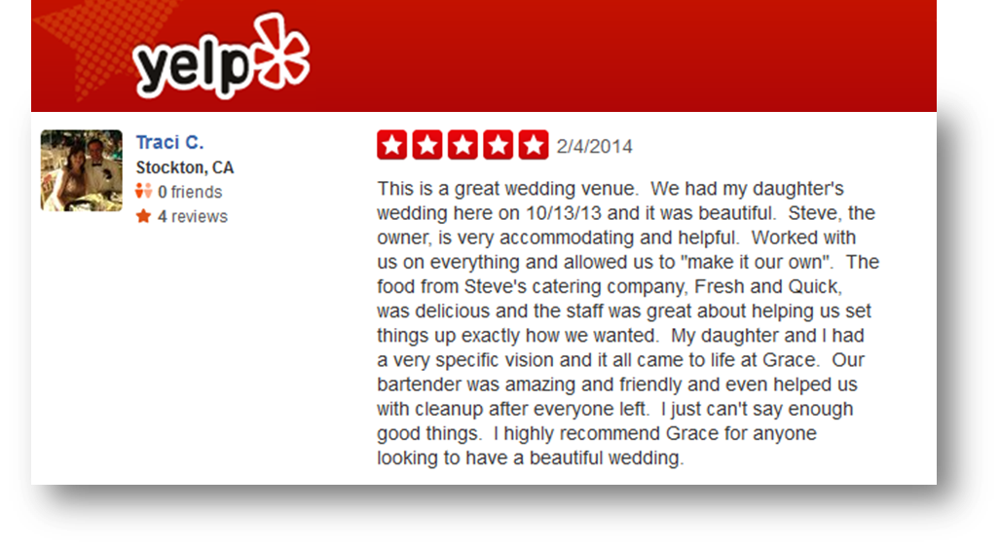 yelp
Traci C.
Stockton, CA
0 friends
4 reviews
2/4/2014
This is a great wedding venue.  We had my daughter's
wedding here on 10/13/13 and it was beautiful.  Steve, the
owner, is very accommodating and helpful.  Worked with
us on everything and allowed us to "make it our own".  The
food from Steve's catering company, Fresh and Quick,
was delicious and the staff was great about helping us set
things up exactly how we wanted.  My daughter and I had
a very specific vision and it all came to life at Grace.  Our
bartender was amazing and friendly and even helped us
with cleanup after everyone left.  I just can't say enough
good things.  I highly recommend Grace for anyone
looking to have a beautiful wedding.